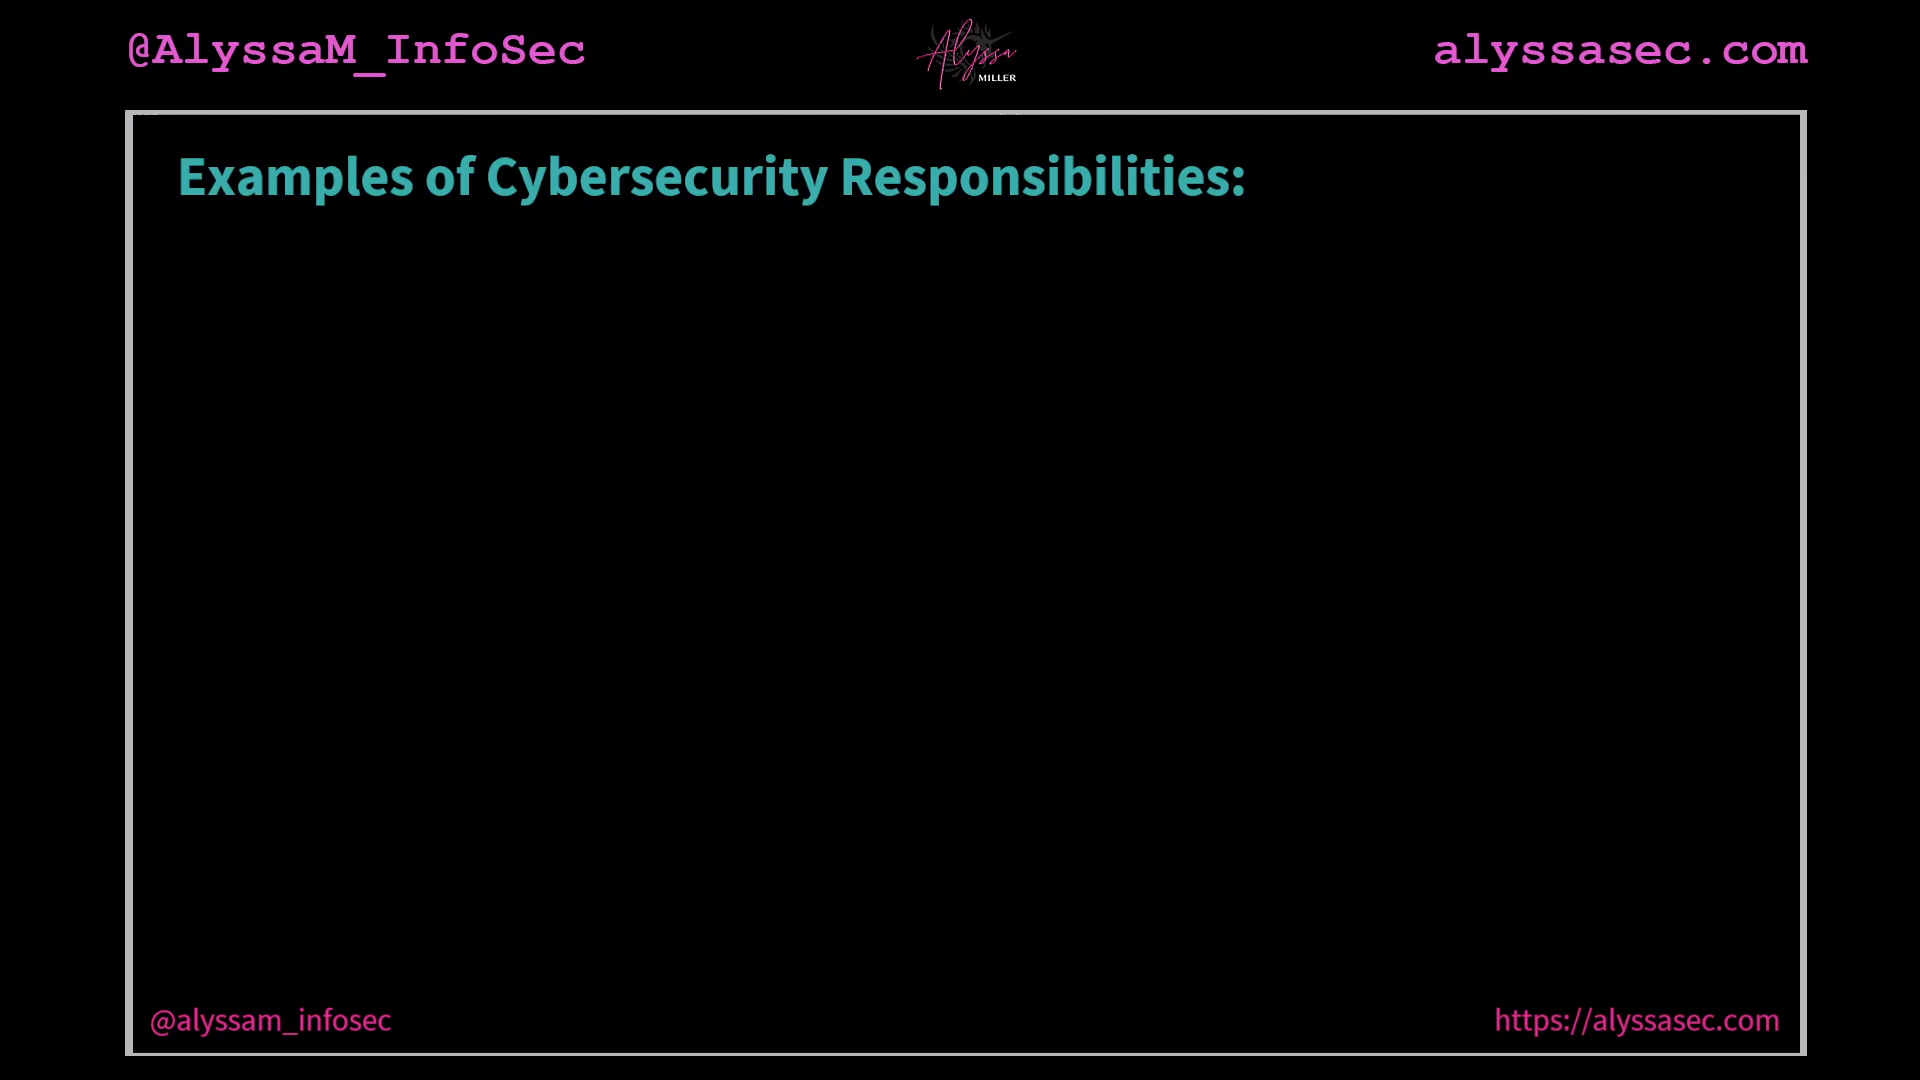 @AlyssaM_InfoSec
Alyssa
MILLER
alyssasec.com
Examples of Cybersecurity Responsibilities:
@alyssam_infosec
https://alyssasec.com